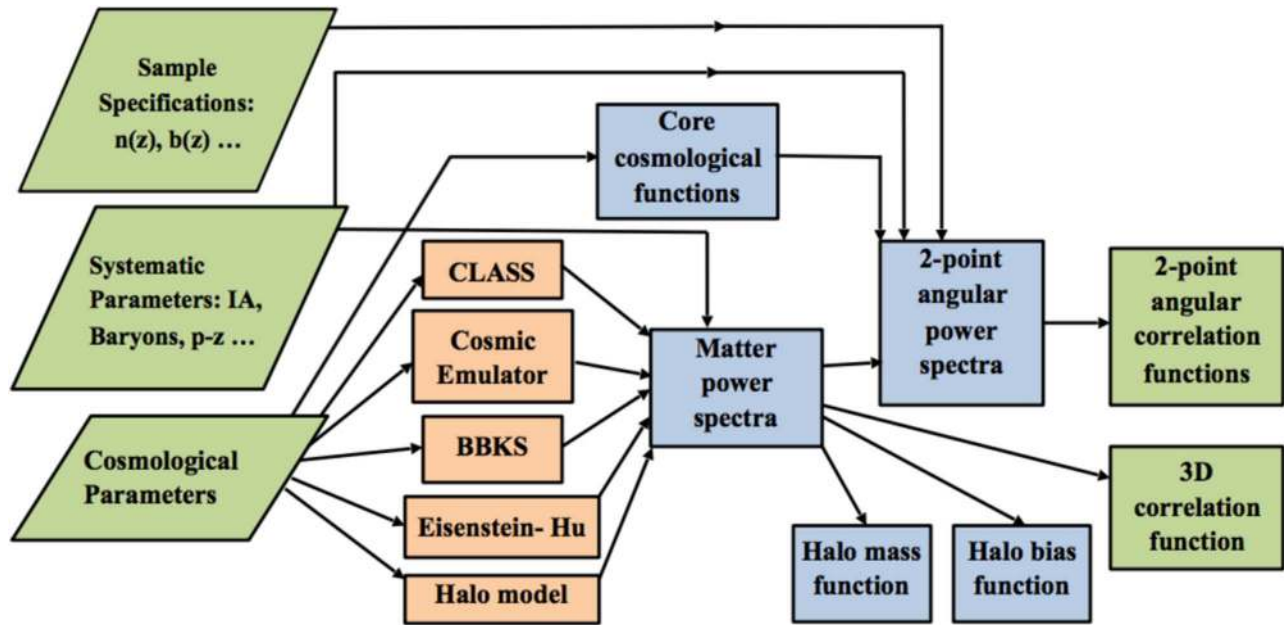 Sample
Specifications:
n(z), b(z) ...
Systematic
Parameters: IA,
Baryons, p-z ...
Cosmological
Parameters
Core
cosmological
functions
CLASS
Cosmic
Emulator
BBKS
Eisenstein- Hu
Halo model
Matter
power
spectra
2-point
angular
power
spectra
Halo mass
function
Halo bias
function
2-point
angular
correlation
functions
3D
correlation
function